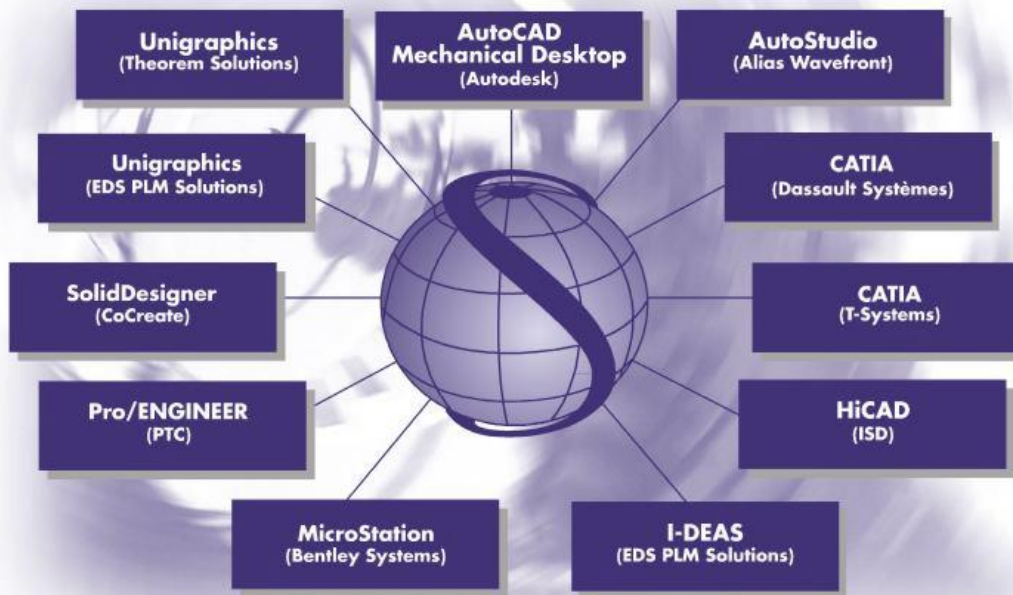 Unigraphics
(Theorem Solutions)
AutoCAD
Mechanical Desktop
(Autodesk)
AutoStudio
(Alias Wavefront)
Unigraphics
(EDS PLM Solutions)
CATIA
(Dassault Systèmes)
SolidDesigner
(CoCreate)
CATIA
(T-Systems)
Pro/ENGINEER
(PTC)
HiCAD
(ISD)
MicroStation
(Bentley Systems)
I-DEAS
(EDS PLM Solutions)